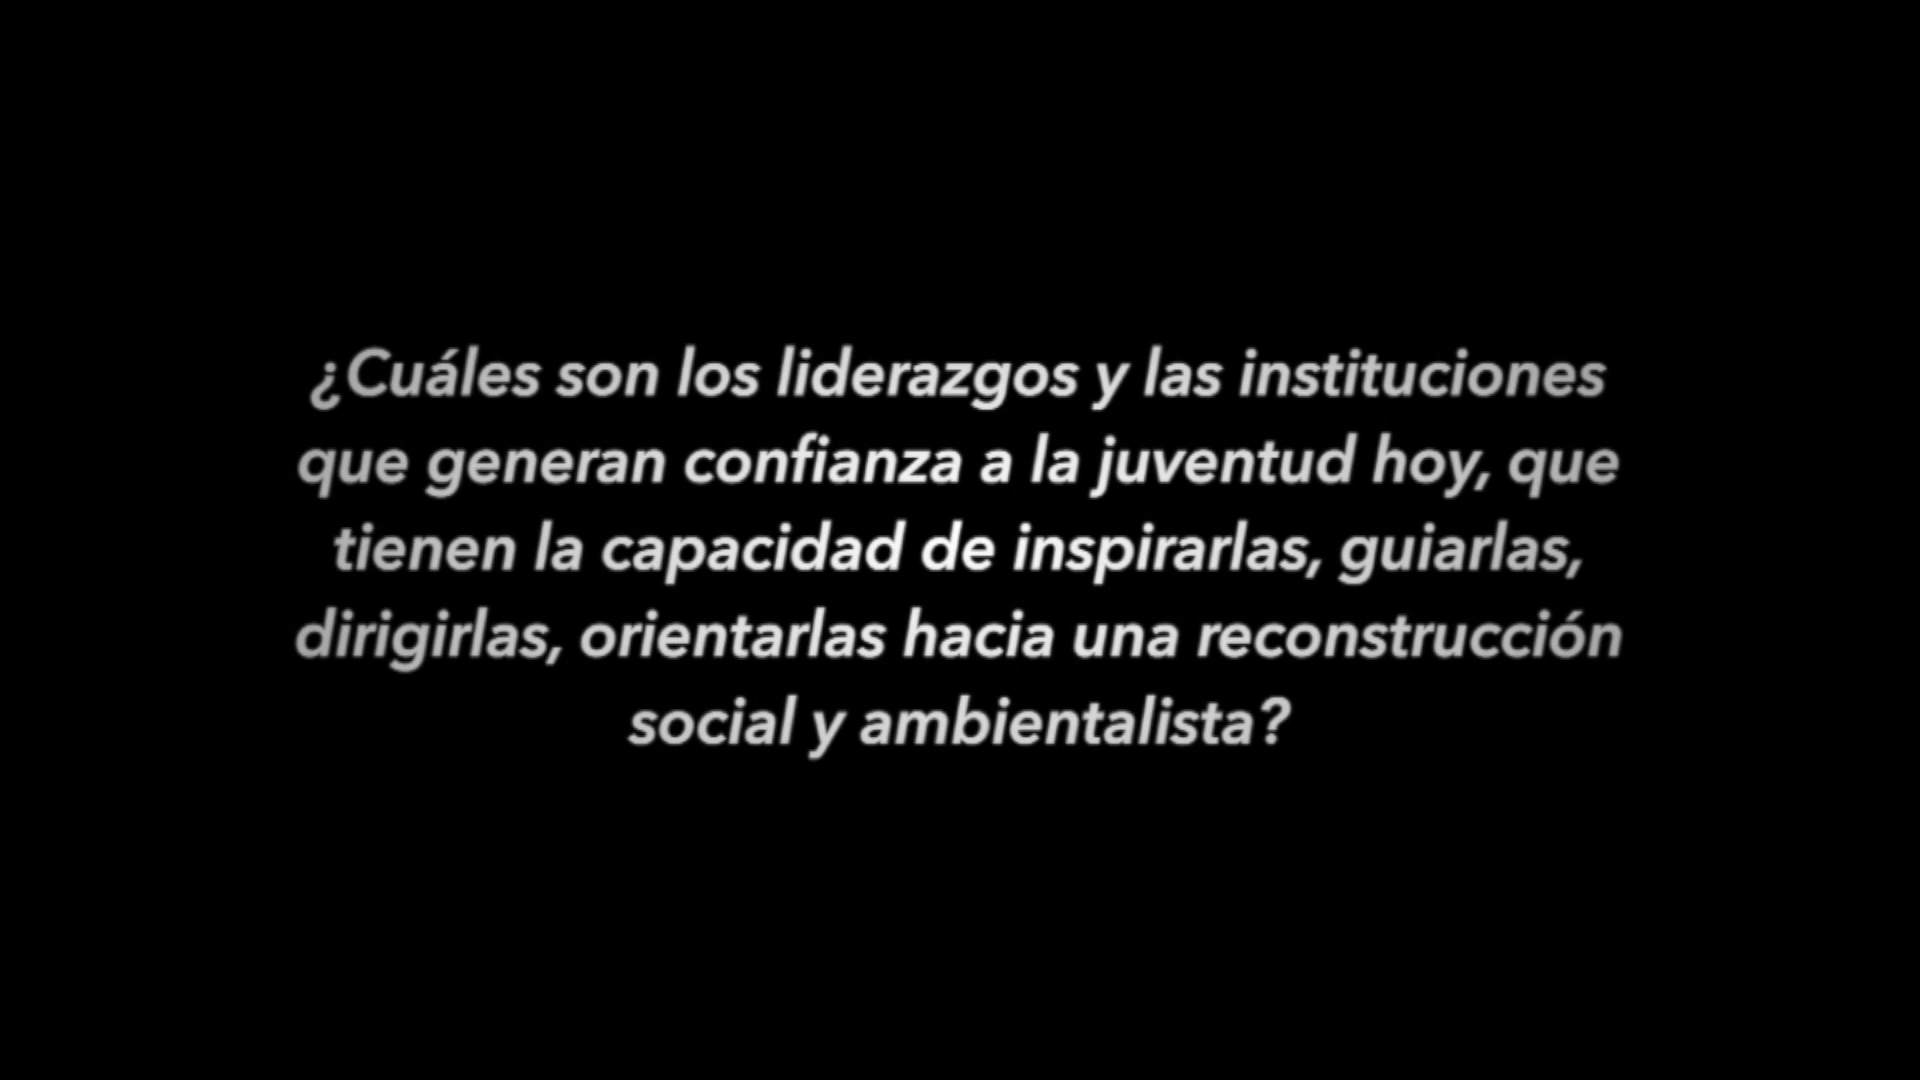 ¿Cuáles son los liderazgos y las instituciones
que generan confianza a la juventud hoy, que
tienen la capacidad de inspirarlas, guiarlas,
dirigirlas, orientarlas hacia una reconstrucción
social y ambientalista?